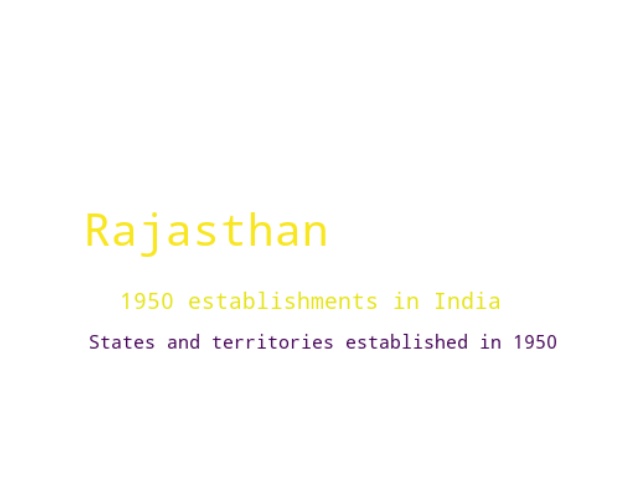 Rajasthan
1950 establishments in India
States and territories established in 1950